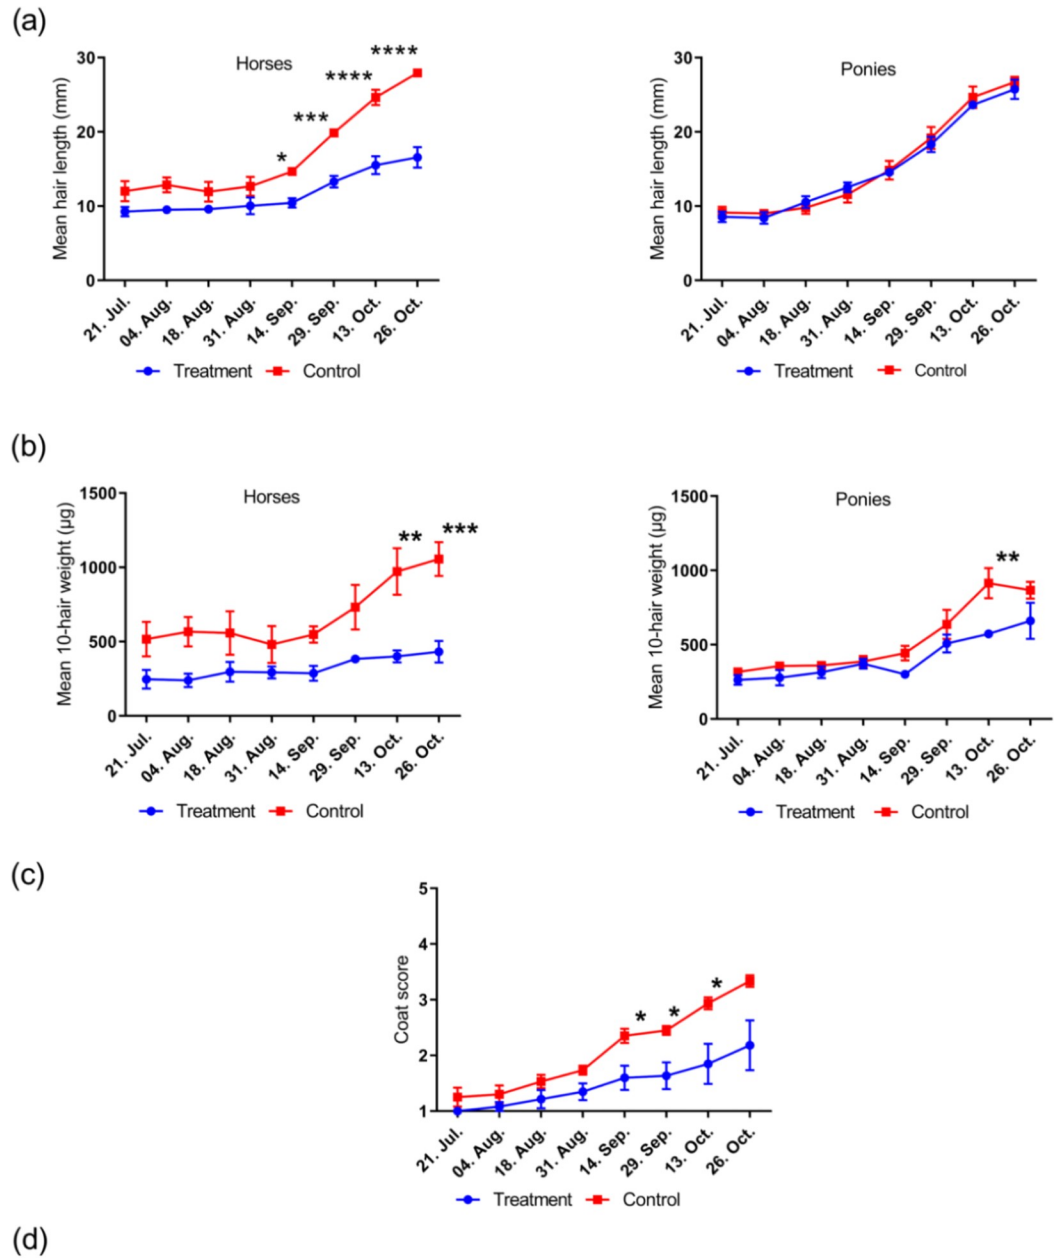 (a)
Horses
* *** **** ****
Mean hair length (mm)
30
20
10
0
21. Jul. 04. Aug. 18. Aug. 31. Aug. 14. Sep. 29. Sep. 13. Oct. 26. Oct.
Treatment Control
Ponies
Mean hair length (mm)
30
20
10
0
21. Jul. 04. Aug. 18. Aug. 31. Aug. 14. Sep. 29. Sep. 13. Oct. 26. Oct.
Treatment Control
(b)
Horses
** ***
Mean 10-hair weight (µg)
1500
1000
500
0
21. Jul. 04. Aug. 18. Aug. 31. Aug. 14. Sep. 29. Sep. 13. Oct. 26. Oct.
Treatment Control
Ponies
**
Mean 10-hair weight (µg)
1500
1000
500
0
21. Jul. 04. Aug. 18. Aug. 31. Aug. 14. Sep. 29. Sep. 13. Oct. 26. Oct.
Treatment Control
(c)
* * *
Coat score
5
4
3
2
1
21. Jul. 04. Aug. 18. Aug. 31. Aug. 14. Sep. 29. Sep. 13. Oct. 26. Oct.
Treatment Control
(d)